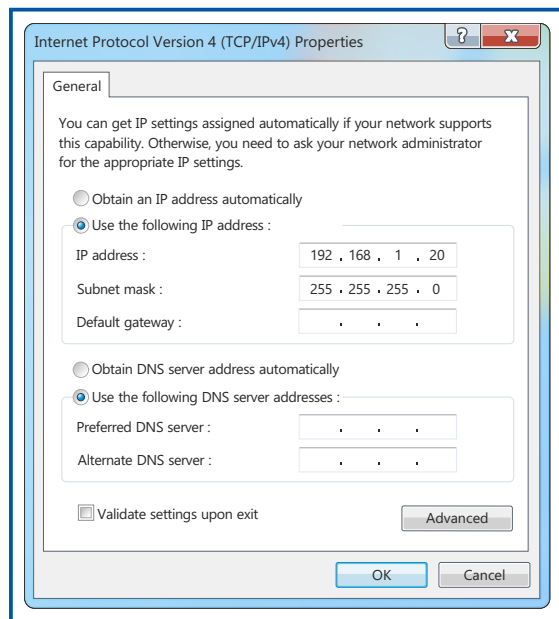 Internet Protocol Version 4 (TCP/IPv4) Properties
?
X
General
You can get IP settings assigned automatically if your network supports
this capability. Otherwise, you need to ask your network administrator
for the appropriate IP settings.
Obtain an IP address automatically
Use the following IP address :
IP address : 192 . 168 . 1 . 20
Subnet mask : 255 . 255 . 255 . 0
Default gateway : . . .
Obtain DNS server address automatically
Use the following DNS server addresses :
Preferred DNS server : . . .
Alternate DNS server : . . .
Validate settings upon exit
Advanced
OK
Cancel